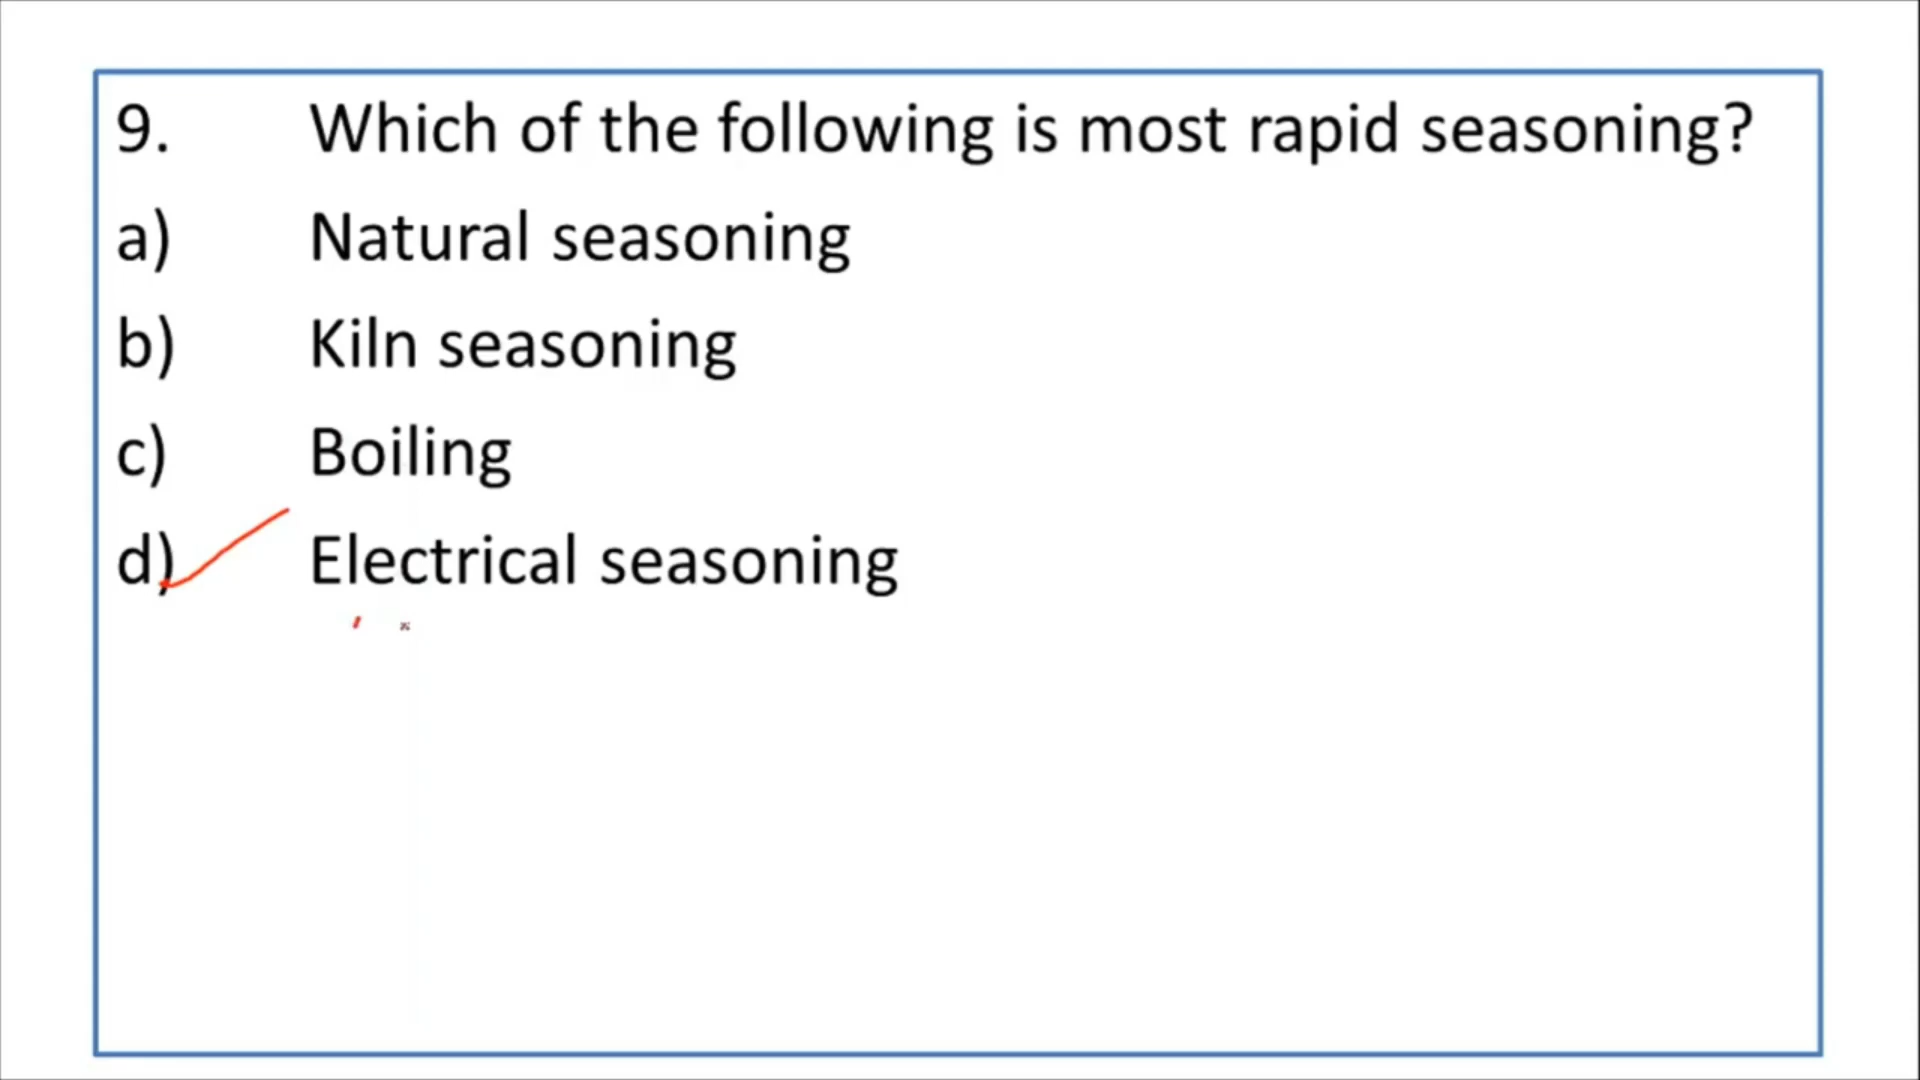 9. Which of the following is most rapid seasoning?
a) Natural seasoning
b) Kiln seasoning
c) Boiling
d) Electrical seasoning